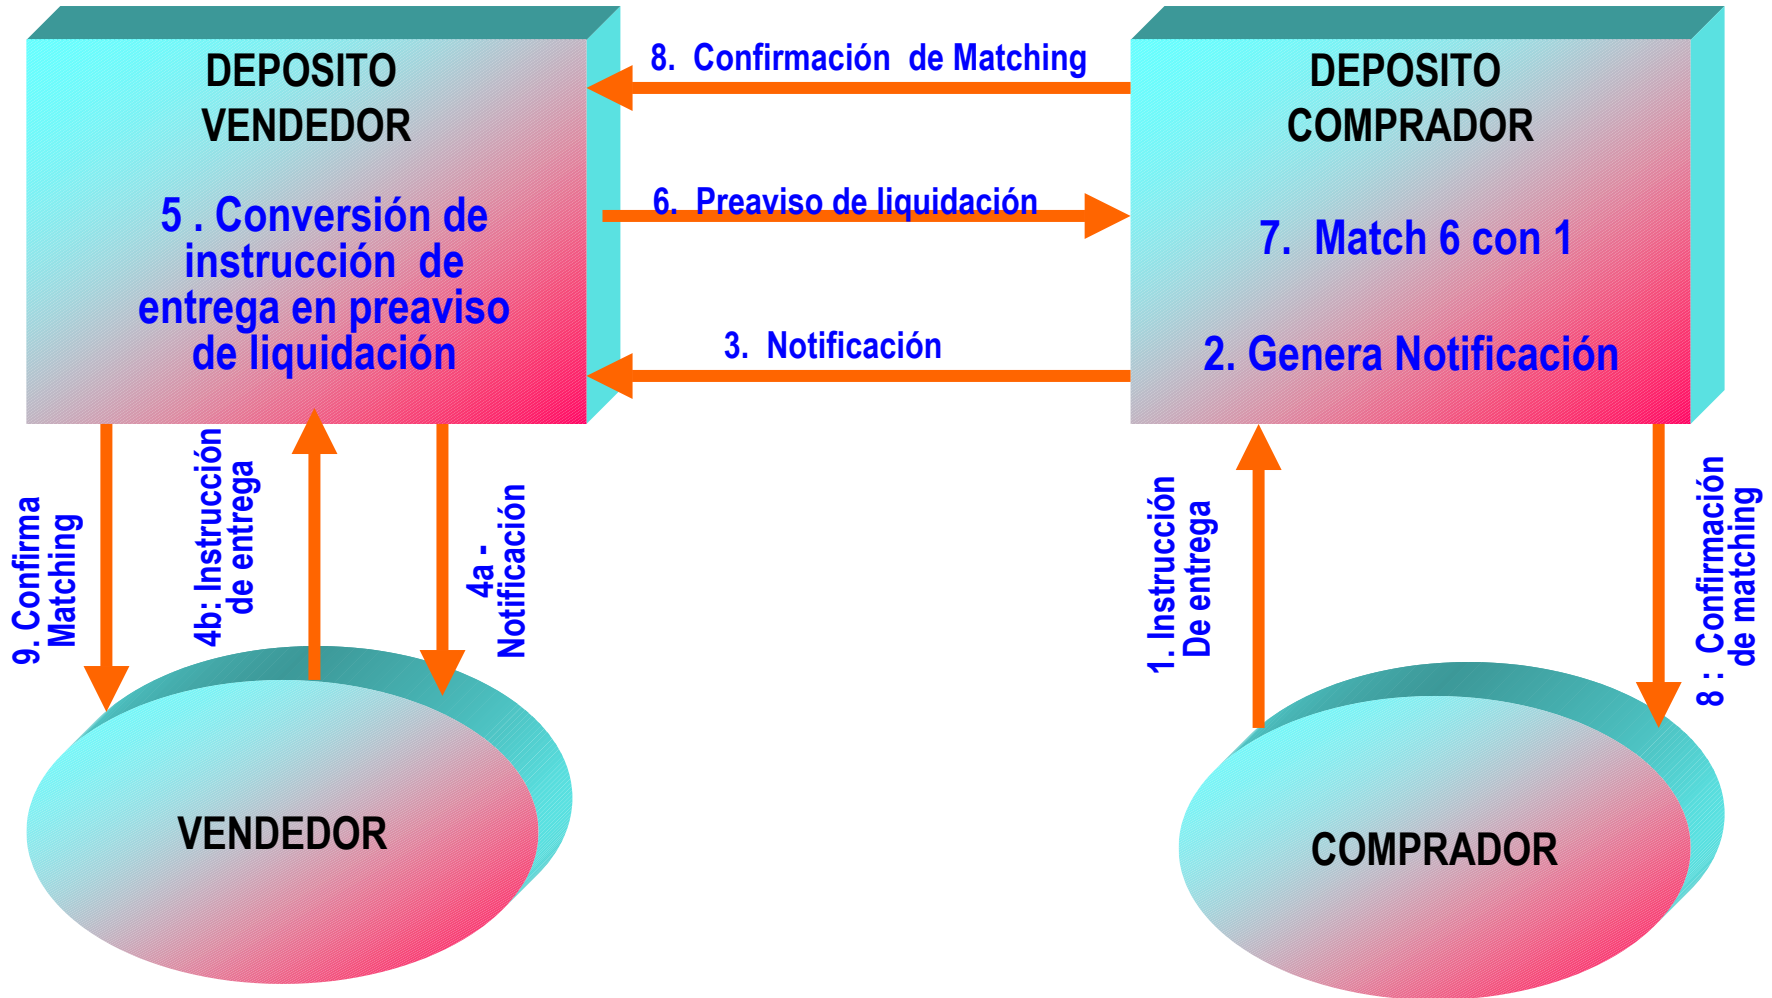 DEPOSITO
VENDEDOR
5 . Conversión de
instrucción de
entrega en preaviso
de liquidación
8. Confirmación de Matching
6. Preaviso de liquidación
3. Notificación
DEPOSITO
COMPRADOR
7. Match 6 con 1
2. Genera Notificación
9. Confirma
Matching
4b: Instrucción
de entrega
4a -
Notificación
1. Instrucción
De entrega
8 : Confirmación
de matching
VENDEDOR
COMPRADOR